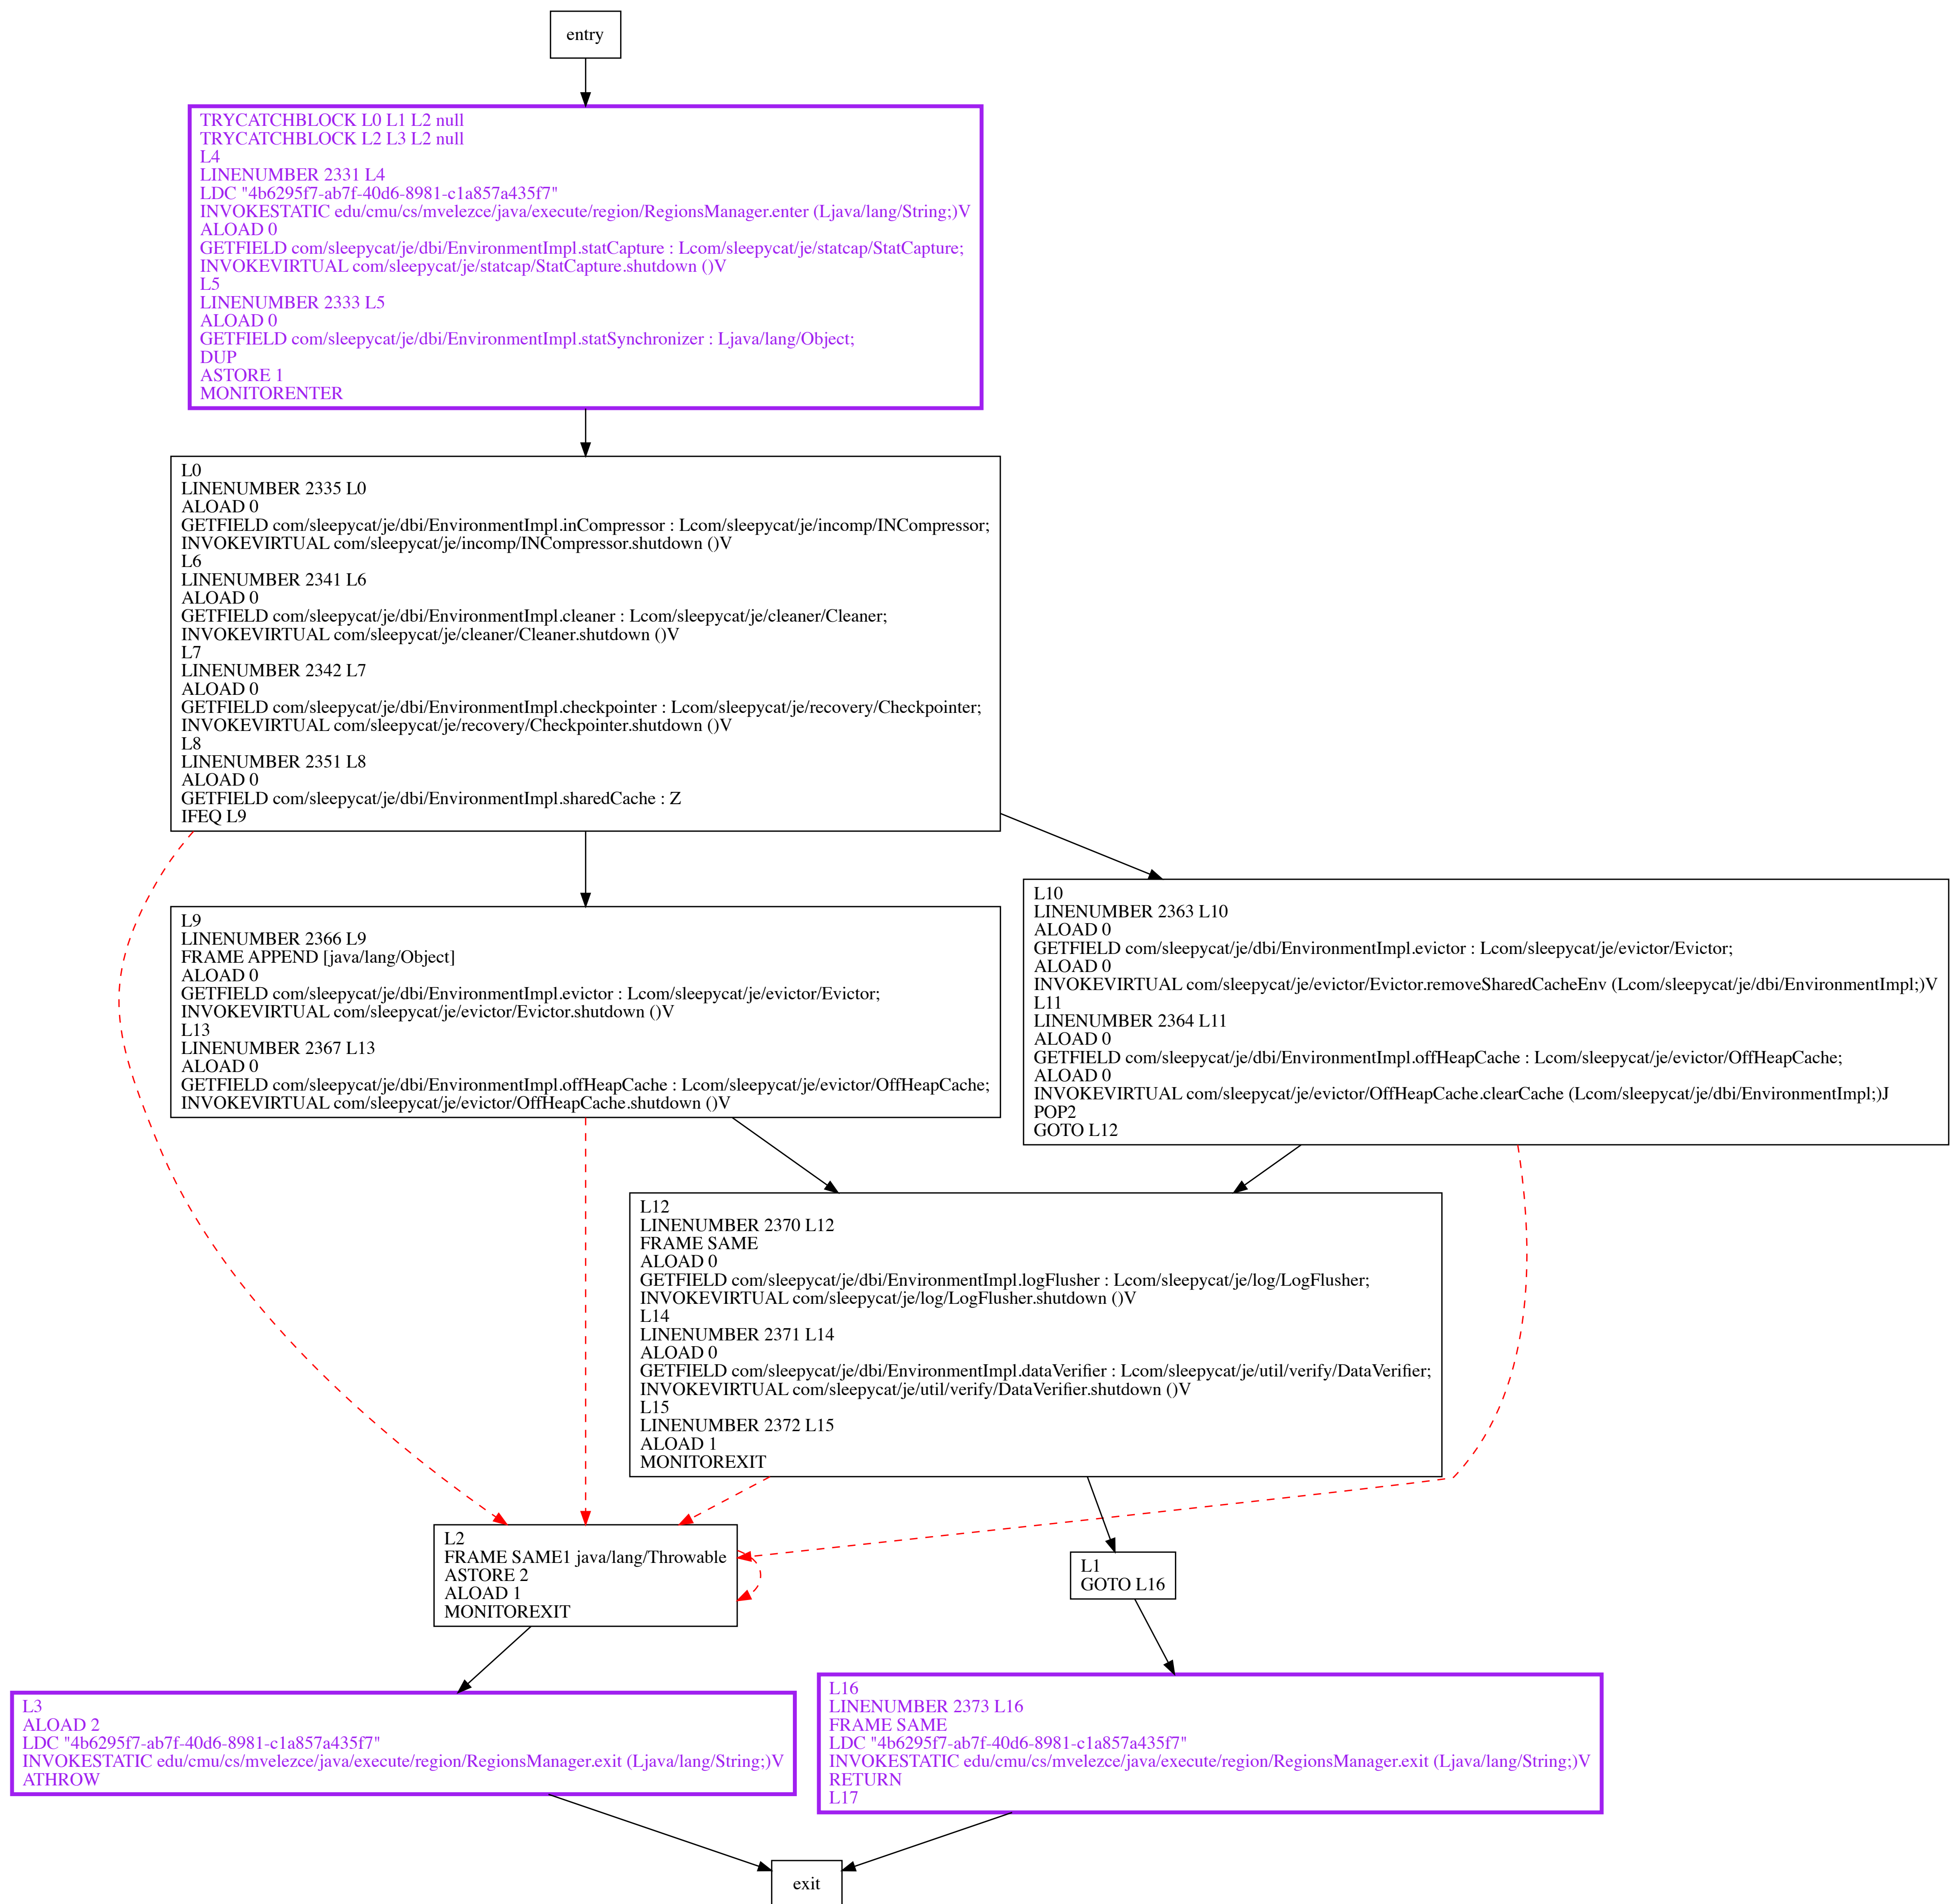 entry
TRYCATCHBLOCK L0 L1 L2 null
TRYCATCHBLOCK L2 L3 L2 null
L4
LINENUMBER 2331 L4
LDC "4b6295f7-ab7f-40d6-8981-c1a857a435f7"
INVOKESTATIC edu/cmu/cs/mvelezce/java/execute/region/RegionsManager.enter (Ljava/lang/String;)V
ALOAD 0
GETFIELD com/sleepycat/je/dbi/EnvironmentImpl.statCapture : Lcom/sleepycat/je/statcap/StatCapture;
INVOKEVIRTUAL com/sleepycat/je/statcap/StatCapture.shutdown ()V
L5
LINENUMBER 2333 L5
ALOAD 0
GETFIELD com/sleepycat/je/dbi/EnvironmentImpl.statSynchronizer : Ljava/lang/Object;
DUP
ASTORE 1
MONITORENTER
L0
LINENUMBER 2335 L0
ALOAD 0
GETFIELD com/sleepycat/je/dbi/EnvironmentImpl.inCompressor : Lcom/sleepycat/je/incomp/INCompressor;
INVOKEVIRTUAL com/sleepycat/je/incomp/INCompressor.shutdown ()V
L6
LINENUMBER 2341 L6
ALOAD 0
GETFIELD com/sleepycat/je/dbi/EnvironmentImpl.cleaner : Lcom/sleepycat/je/cleaner/Cleaner;
INVOKEVIRTUAL com/sleepycat/je/cleaner/Cleaner.shutdown ()V
L7
LINENUMBER 2342 L7
ALOAD 0
GETFIELD com/sleepycat/je/dbi/EnvironmentImpl.checkpointer : Lcom/sleepycat/je/recovery/Checkpointer;
INVOKEVIRTUAL com/sleepycat/je/recovery/Checkpointer.shutdown ()V
L8
LINENUMBER 2351 L8
ALOAD 0
GETFIELD com/sleepycat/je/dbi/EnvironmentImpl.sharedCache : Z
IFEQ L9
L9
LINENUMBER 2366 L9
FRAME APPEND [java/lang/Object]
ALOAD 0
GETFIELD com/sleepycat/je/dbi/EnvironmentImpl.evictor : Lcom/sleepycat/je/evictor/Evictor;
INVOKEVIRTUAL com/sleepycat/je/evictor/Evictor.shutdown ()V
L13
LINENUMBER 2367 L13
ALOAD 0
GETFIELD com/sleepycat/je/dbi/EnvironmentImpl.offHeapCache : Lcom/sleepycat/je/evictor/OffHeapCache;
INVOKEVIRTUAL com/sleepycat/je/evictor/OffHeapCache.shutdown ()V
L10
LINENUMBER 2363 L10
ALOAD 0
GETFIELD com/sleepycat/je/dbi/EnvironmentImpl.evictor : Lcom/sleepycat/je/evictor/Evictor;
ALOAD 0
INVOKEVIRTUAL com/sleepycat/je/evictor/Evictor.removeSharedCacheEnv (Lcom/sleepycat/je/dbi/EnvironmentImpl;)V
L11
LINENUMBER 2364 L11
ALOAD 0
GETFIELD com/sleepycat/je/dbi/EnvironmentImpl.offHeapCache : Lcom/sleepycat/je/evictor/OffHeapCache;
ALOAD 0
INVOKEVIRTUAL com/sleepycat/je/evictor/OffHeapCache.clearCache (Lcom/sleepycat/je/dbi/EnvironmentImpl;)J
POP2
GOTO L12
L12
LINENUMBER 2370 L12
FRAME SAME
ALOAD 0
GETFIELD com/sleepycat/je/dbi/EnvironmentImpl.logFlusher : Lcom/sleepycat/je/log/LogFlusher;
INVOKEVIRTUAL com/sleepycat/je/log/LogFlusher.shutdown ()V
L14
LINENUMBER 2371 L14
ALOAD 0
GETFIELD com/sleepycat/je/dbi/EnvironmentImpl.dataVerifier : Lcom/sleepycat/je/util/verify/DataVerifier;
INVOKEVIRTUAL com/sleepycat/je/util/verify/DataVerifier.shutdown ()V
L15
LINENUMBER 2372 L15
ALOAD 1
MONITOREXIT
L2
FRAME SAME1 java/lang/Throwable
ASTORE 2
ALOAD 1
MONITOREXIT
L1
GOTO L16
L3
ALOAD 2
LDC "4b6295f7-ab7f-40d6-8981-c1a857a435f7"
INVOKESTATIC edu/cmu/cs/mvelezce/java/execute/region/RegionsManager.exit (Ljava/lang/String;)V
ATHROW
L16
LINENUMBER 2373 L16
FRAME SAME
LDC "4b6295f7-ab7f-40d6-8981-c1a857a435f7"
INVOKESTATIC edu/cmu/cs/mvelezce/java/execute/region/RegionsManager.exit (Ljava/lang/String;)V
RETURN
L17
exit